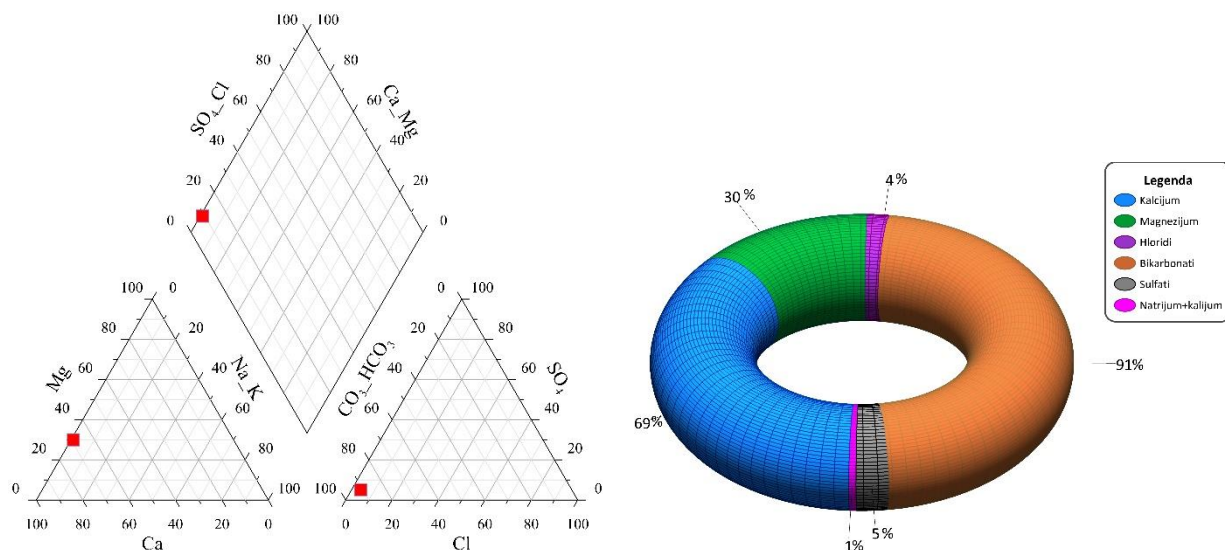 100 100
80 80
60 60
40 40
20 20
0 0
SO₄_Cl
Ca_Mg
100 0
80 20
60 40
40 60
20 80
0 100
100 80 60 40 20 0
Mg
Na_K
Ca
100 0
80 20
60 40
40 60
20 80
0 100
0 20 40 60 80 100
CO₃_HCO₃
SO₄
Cl
30%
4%
91%
69%
1%
5%
Legenda
Kalcijum
Magnezijum
Hloridi
Bikarbonati
Sulfati
Natrijum+kalijum